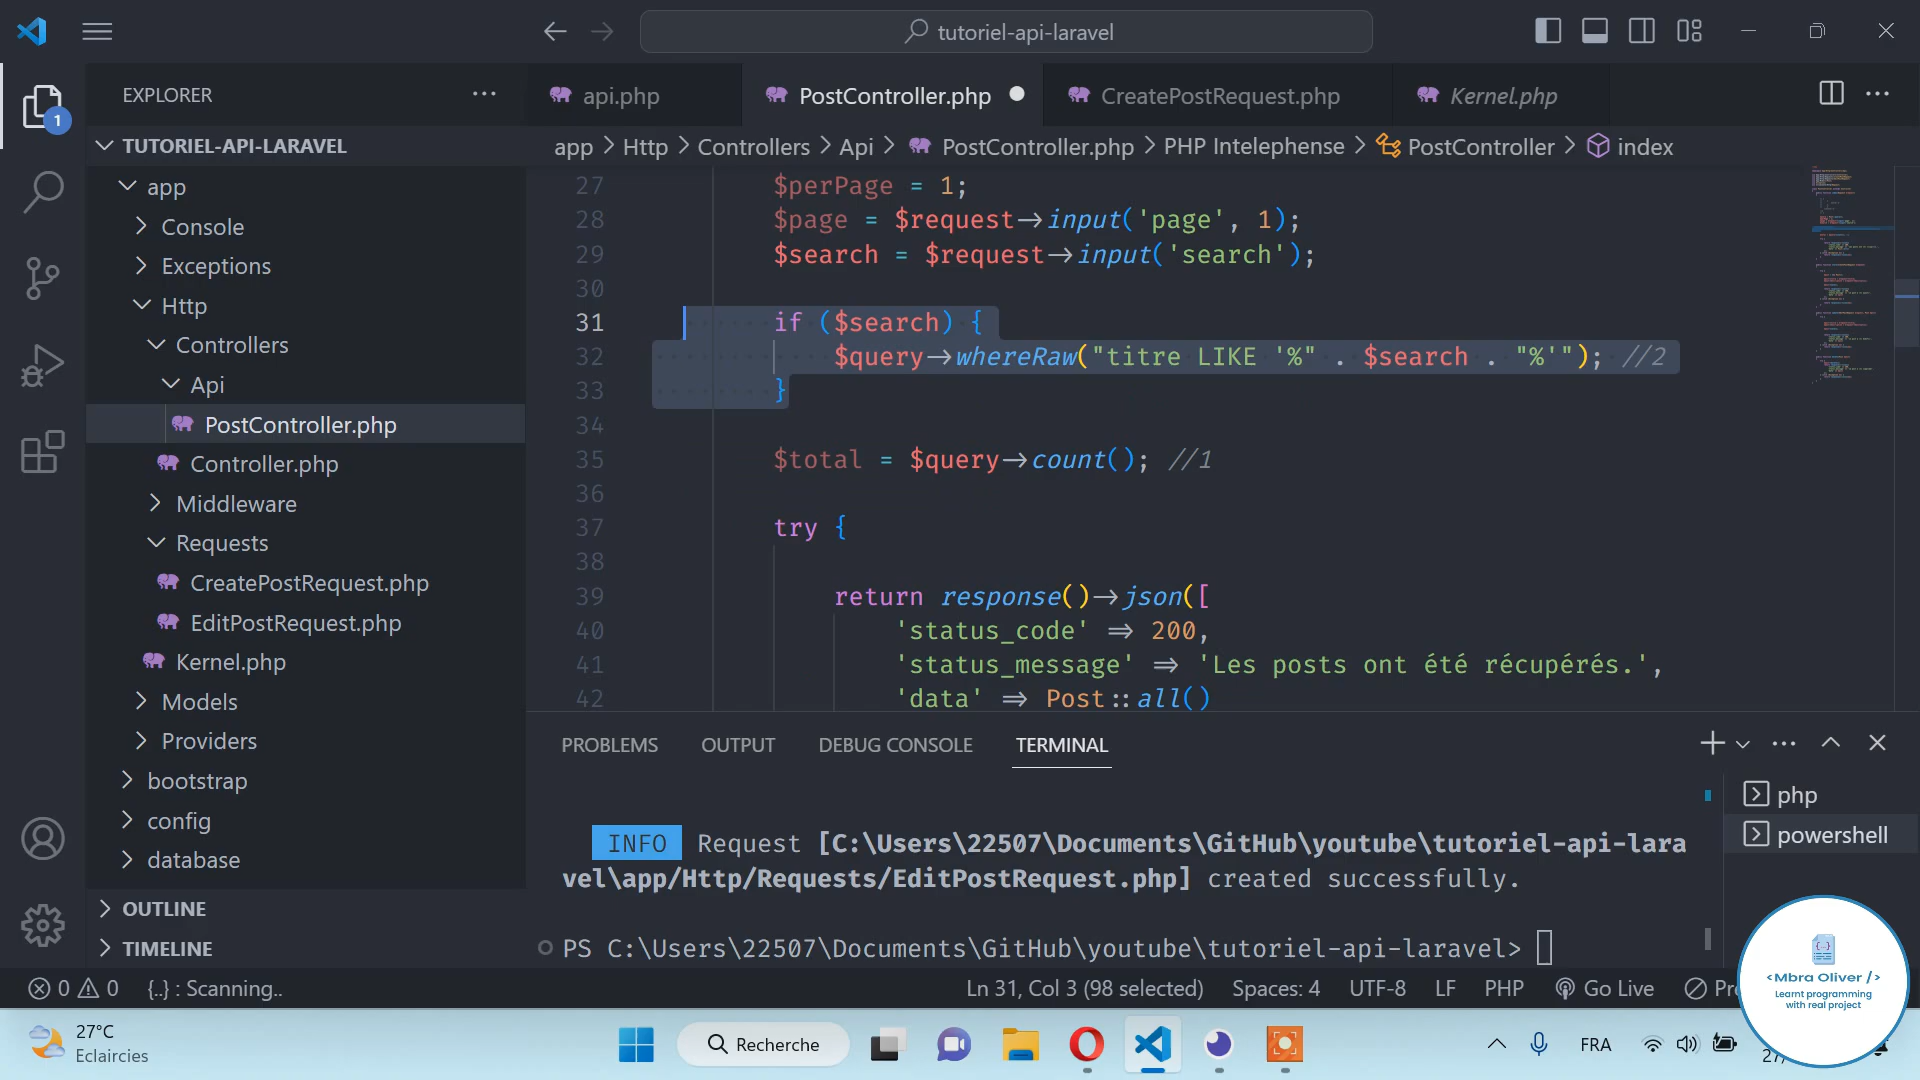 tutoriel-api-laravel
1
EXPLORER
TUTORIEL-API-LARAVEL
app
Console
Exceptions
Http
Controllers
Api
PostController.php
Controller.php
Middleware
Requests
CreatePostRequest.php
EditPostRequest.php
Kernel.php
Models
Providers
bootstrap
config
database
OUTLINE
TIMELINE
api.php
PostController.php
CreatePostRequest.php
Kernel.php
app > Http > Controllers > Api > PostController.php > PHP Intelephense > PostController > index
27 $perPage = 1;
28 $page = $request->input('page', 1);
29 $search = $request->input('search');
30
31 if ($search) {
32 $query->whereRaw("titre LIKE '%" . $search . "%'"); //2
33 }
34
35 $total = $query->count(); //1
36
37 try {
38
39 return response()->json([
40 'status_code' => 200,
41 'status_message' => 'Les posts ont été récupérés.',
42 'data' => Post::all()
PROBLEMS OUTPUT DEBUG CONSOLE TERMINAL
INFO Request [C:\Users\22507\Documents\GitHub\youtube\tutoriel-api-lara
vel\app/Http/Requests/EditPostRequest.php] created successfully.
PS C:\Users\22507\Documents\GitHub\youtube\tutoriel-api-laravel>
php
powershell
<Mbra Oliver />
Learnt programming
with real project
0 0 {..} : Scanning..
Ln 31, Col 3 (98 selected) Spaces: 4 UTF-8 LF PHP Go Live
27°C
Eclaircies
Recherche
FRA